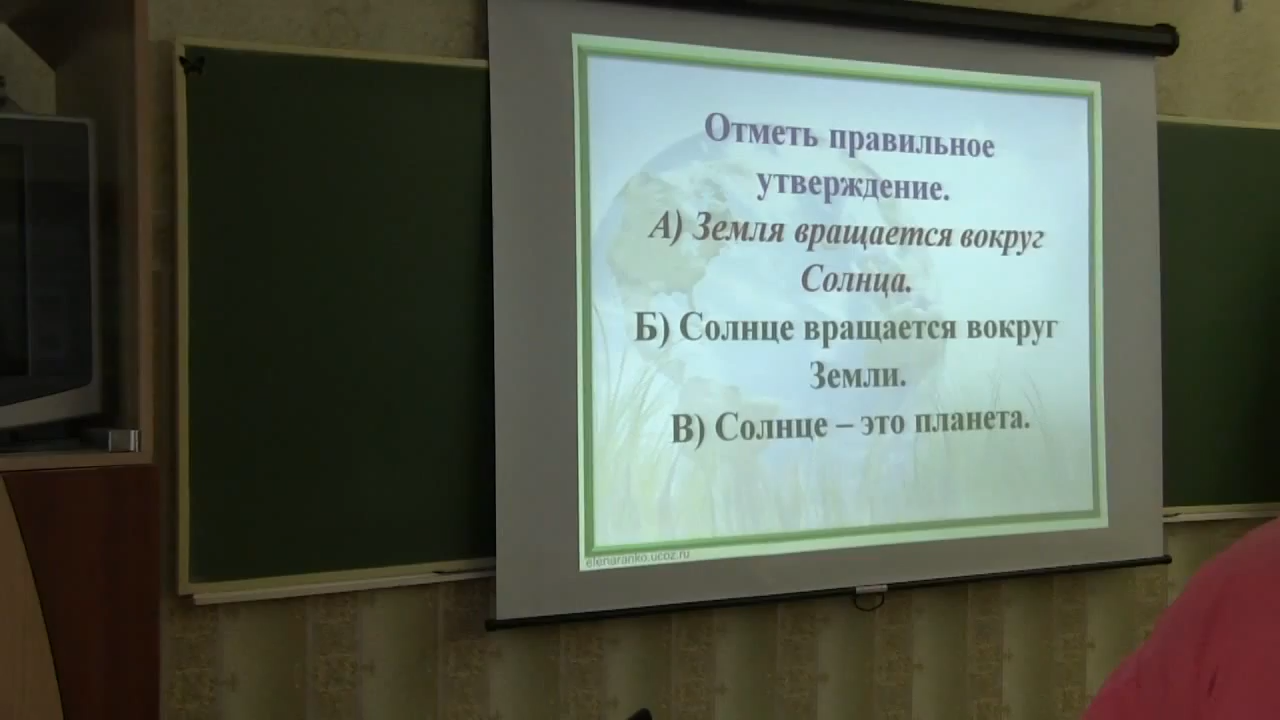 Отметь правильное
утверждение.
А) Земля вращается вокруг
Солнца.
Б) Солнце вращается вокруг
Земли.
В) Солнце – это планета.
elenaranko.ucoz.ru